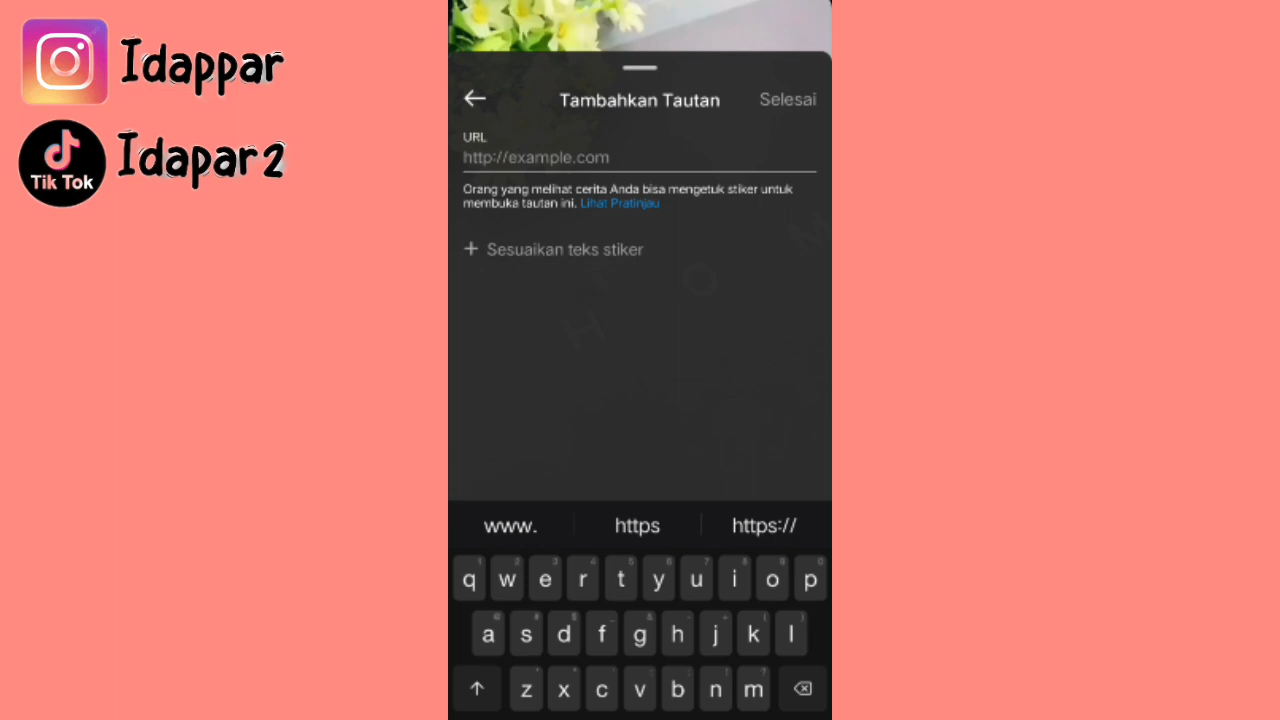 Idappar
Tik Tok
Idapar2
Tambahkan Tautan
Selesai
URL
http://example.com
Orang yang melihat cerita Anda bisa mengetuk stiker untuk
membuka tautan ini. Lihat Pratinjau
+ Sesuaikan teks stiker
www. https https://
q w e r t y u i o p
a s d f g h j k l
z x c v b n m